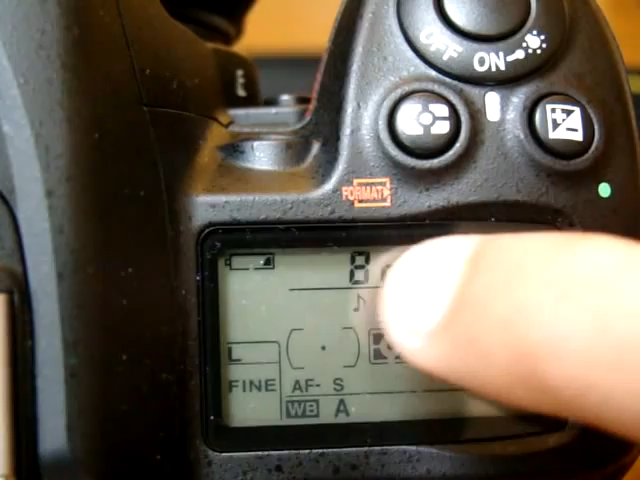 OFF ON
FORMAT
8
L
FINE
AF- S
WB A